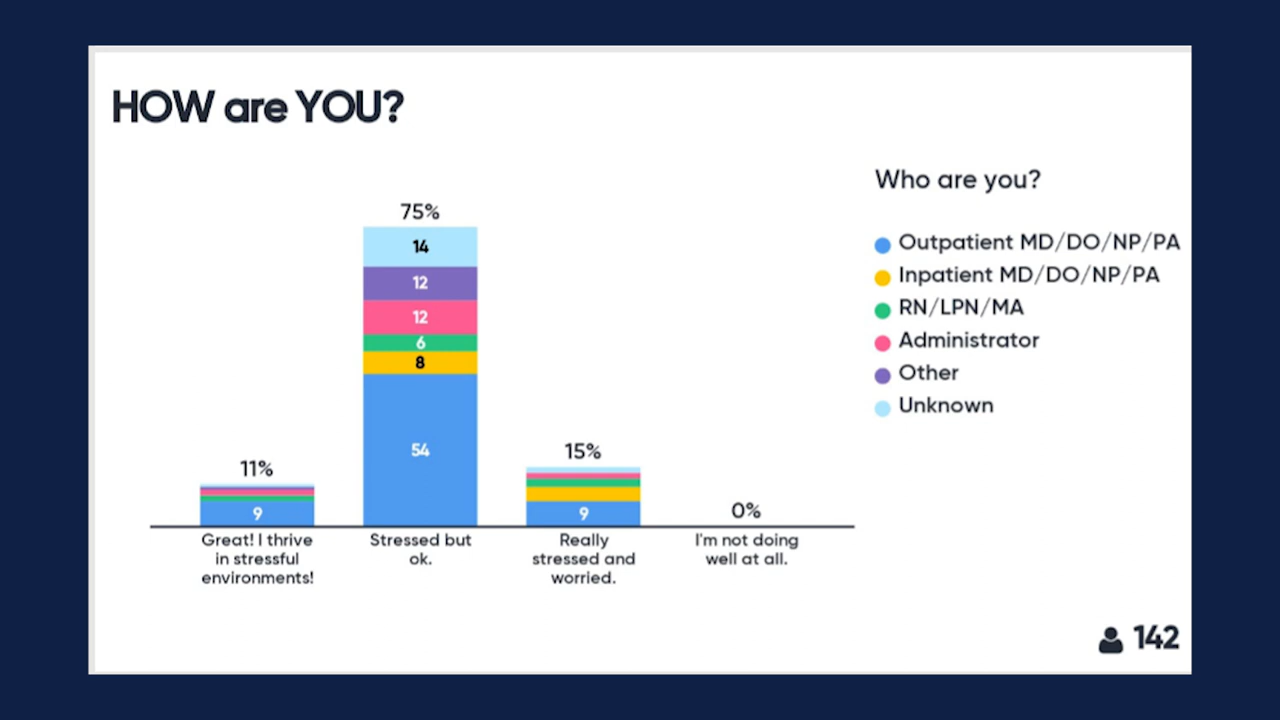 HOW are YOU?
Who are you?
Outpatient MD/DO/NP/PA
Inpatient MD/DO/NP/PA
RN/LPN/MA
Administrator
Other
Unknown
75%
14
12
12
6
8
54
11%
9
15%
9
0%
Great! I thrive
in stressful
environments!
Stressed but
ok.
Really
stressed and
worried.
I'm not doing
well at all.
142